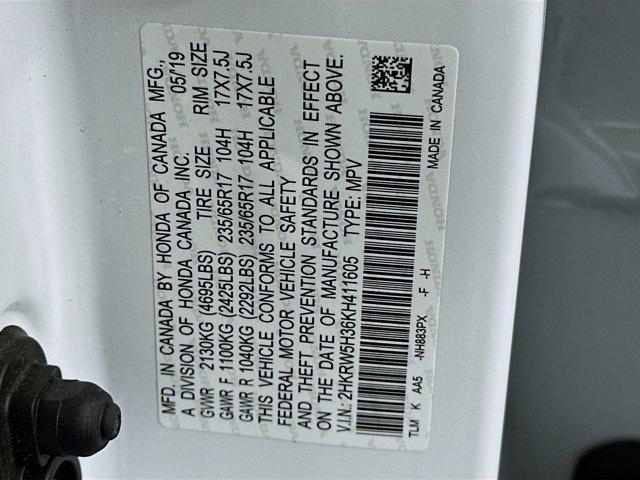 MFD. IN CANADA BY HONDA OF CANADA MFG.,
A DIVISION OF HONDA CANADA INC. 05/19
GVWR 2130KG (4695LBS) TIRE SIZE RIM SIZE
GAWR F 1100KG (2425LBS) 235/65R17 104H 17X7.5J
GAWR R 1040KG (2292LBS) 235/65R17 104H 17X7.5J
THIS VEHICLE CONFORMS TO ALL APPLICABLE
FEDERAL MOTOR VEHICLE SAFETY
AND THEFT PREVENTION STANDARDS IN EFFECT
ON THE DATE OF MANUFACTURE SHOWN ABOVE.
V.I.N.: 2HKRW5H36KH411605 TYPE: MPV
TLM K AA5 -NH883PX -F -H MADE IN CANADA